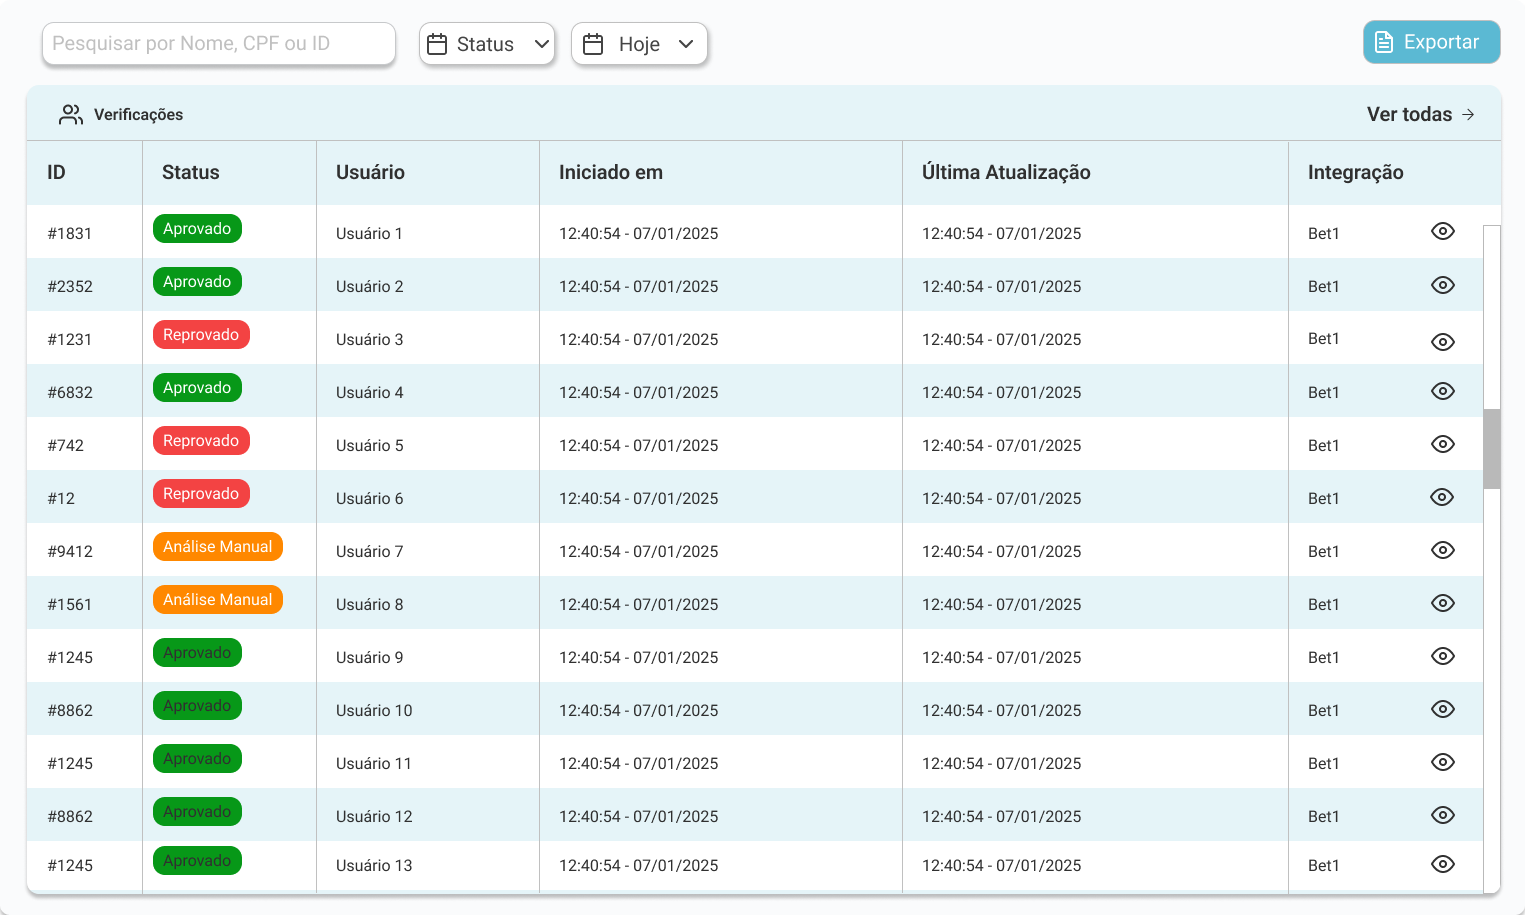 Pesquisar por Nome, CPF ou ID Status Hoje Exportar
Verificações Ver todas →
ID Status Usuário Iniciado em Última Atualização Integração
#1831 Aprovado Usuário 1 12:40:54 - 07/01/2025 12:40:54 - 07/01/2025 Bet1
#2352 Aprovado Usuário 2 12:40:54 - 07/01/2025 12:40:54 - 07/01/2025 Bet1
#1231 Reprovado Usuário 3 12:40:54 - 07/01/2025 12:40:54 - 07/01/2025 Bet1
#6832 Aprovado Usuário 4 12:40:54 - 07/01/2025 12:40:54 - 07/01/2025 Bet1
#742 Reprovado Usuário 5 12:40:54 - 07/01/2025 12:40:54 - 07/01/2025 Bet1
#12 Reprovado Usuário 6 12:40:54 - 07/01/2025 12:40:54 - 07/01/2025 Bet1
#9412 Análise Manual Usuário 7 12:40:54 - 07/01/2025 12:40:54 - 07/01/2025 Bet1
#1561 Análise Manual Usuário 8 12:40:54 - 07/01/2025 12:40:54 - 07/01/2025 Bet1
#1245 Aprovado Usuário 9 12:40:54 - 07/01/2025 12:40:54 - 07/01/2025 Bet1
#8862 Aprovado Usuário 10 12:40:54 - 07/01/2025 12:40:54 - 07/01/2025 Bet1
#1245 Aprovado Usuário 11 12:40:54 - 07/01/2025 12:40:54 - 07/01/2025 Bet1
#8862 Aprovado Usuário 12 12:40:54 - 07/01/2025 12:40:54 - 07/01/2025 Bet1
#1245 Aprovado Usuário 13 12:40:54 - 07/01/2025 12:40:54 - 07/01/2025 Bet1